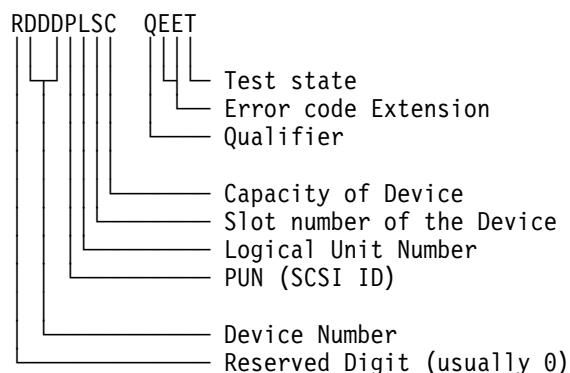 RDDDPLSC QEET
Test state
Error code Extension
Qualifier
Capacity of Device
Slot number of the Device
Logical Unit Number
PUN (SCSI ID)
Device Number
Reserved Digit (usually 0)